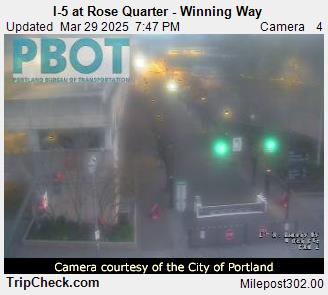 I-5 at Rose Quarter - Winning Way
Updated Mar 29 2025 7:47 PM Camera 4
PBOT
PORTLAND BUREAU OF TRANSPORTATION
Camera courtesy of the City of Portland
TripCheck.com Milepost302.00